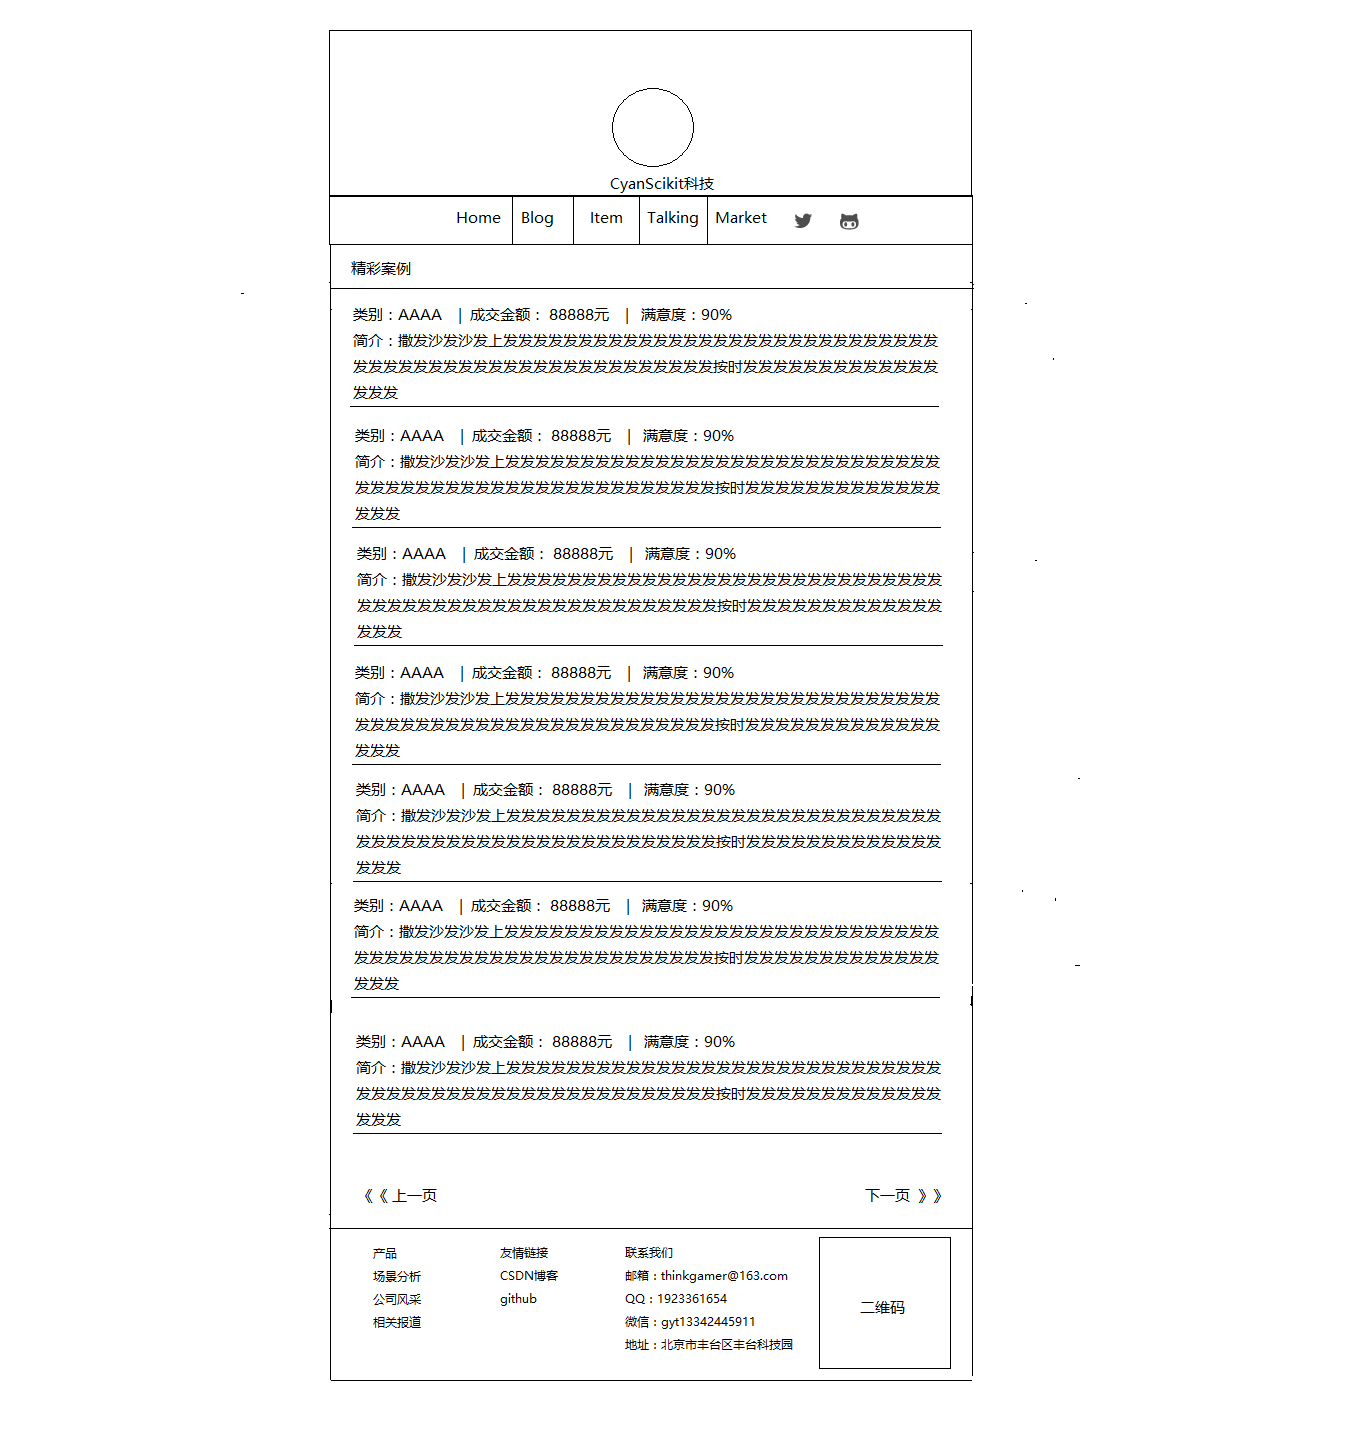 CyanScikit科技
Home Blog Item Talking Market
精彩案例
类别：AAAA | 成交金额： 88888元 | 满意度：90%
简介：撒发沙发沙发上发发发发发发发发发发发发发发发发发发发发发发发发发发发发发
发发发发发发发发发发发发发发发发发发发发发发发发按时发发发发发发发发发发发发发
发发发
类别：AAAA | 成交金额： 88888元 | 满意度：90%
简介：撒发沙发沙发上发发发发发发发发发发发发发发发发发发发发发发发发发发发发发
发发发发发发发发发发发发发发发发发发发发发发发发按时发发发发发发发发发发发发发
发发发
类别：AAAA | 成交金额： 88888元 | 满意度：90%
简介：撒发沙发沙发上发发发发发发发发发发发发发发发发发发发发发发发发发发发发发
发发发发发发发发发发发发发发发发发发发发发发发发按时发发发发发发发发发发发发发
发发发
类别：AAAA | 成交金额： 88888元 | 满意度：90%
简介：撒发沙发沙发上发发发发发发发发发发发发发发发发发发发发发发发发发发发发发
发发发发发发发发发发发发发发发发发发发发发发发发按时发发发发发发发发发发发发发
发发发
类别：AAAA | 成交金额： 88888元 | 满意度：90%
简介：撒发沙发沙发上发发发发发发发发发发发发发发发发发发发发发发发发发发发发发
发发发发发发发发发发发发发发发发发发发发发发发发按时发发发发发发发发发发发发发
发发发
类别：AAAA | 成交金额： 88888元 | 满意度：90%
简介：撒发沙发沙发上发发发发发发发发发发发发发发发发发发发发发发发发发发发发发
发发发发发发发发发发发发发发发发发发发发发发发发按时发发发发发发发发发发发发发
发发发
类别：AAAA | 成交金额： 88888元 | 满意度：90%
简介：撒发沙发沙发上发发发发发发发发发发发发发发发发发发发发发发发发发发发发发
发发发发发发发发发发发发发发发发发发发发发发发发按时发发发发发发发发发发发发发
发发发
《《 上一页
下一页 》》
产品
场景分析
公司风采
相关报道
友情链接
CSDN博客
github
联系我们
邮箱：thinkgamer@163.com
QQ：1923361654
微信：gyt13342445911
地址：北京市丰台区丰台科技园
二维码